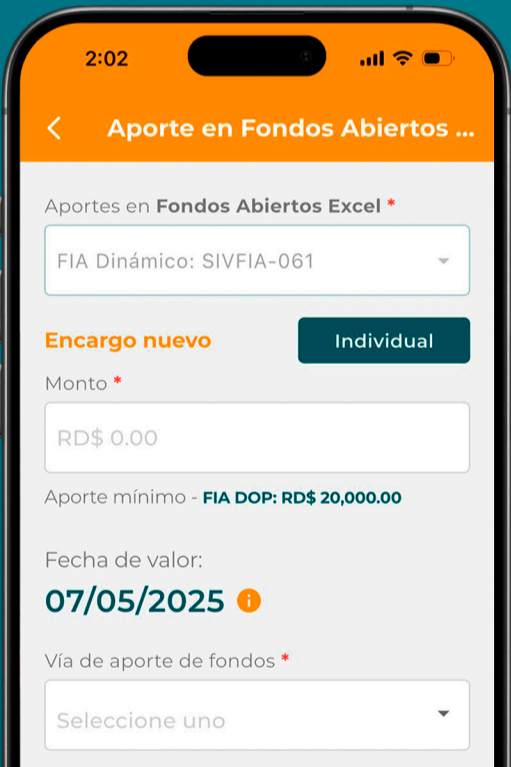 2:02
Aporte en Fondos Abiertos ...
Aportes en Fondos Abiertos Excel *
FIA Dinámico: SIVFIA-061
Encargo nuevo
Individual
Monto *
RD$ 0.00
Aporte mínimo - FIA DOP: RD$ 20,000.00
Fecha de valor:
07/05/2025
Vía de aporte de fondos *
Seleccione uno